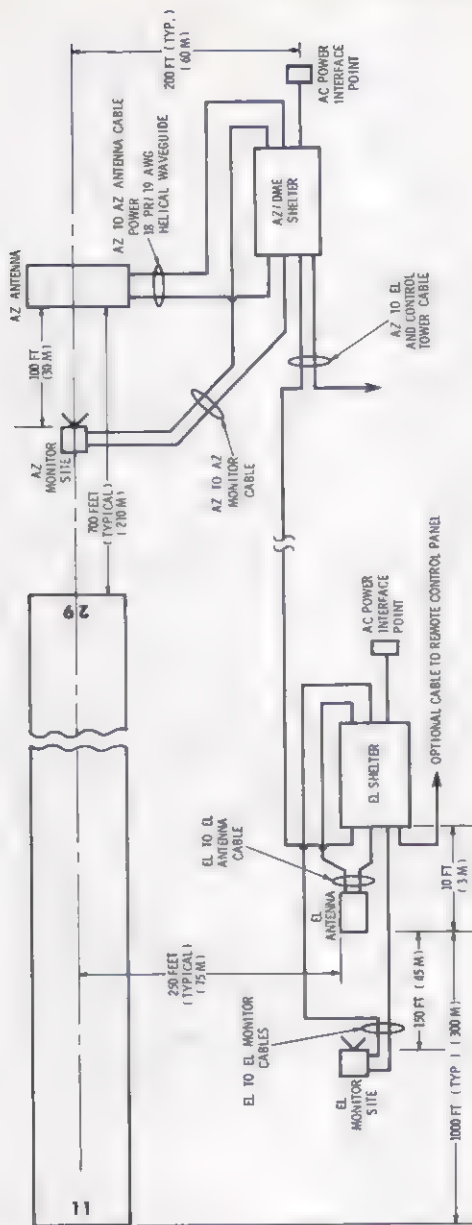 200 FT (TYP.)
(60 M)
AC POWER
INTERFACE
POINT
AZ TO AZ ANTENNA CABLE
POWER
18 PR/19 AWG
HELICAL WAVEGUIDE
AZ/DME
SHELTER
AZ ANTENNA
100 FT
(30 M)
AZ
MONITOR
SITE
AZ TO AZ
MONITOR
CABLE
AZ TO EL
AND CONTROL
TOWER CABLE
700 FEET
(TYPICAL)
(210 M)
29
11
AC POWER
INTERFACE
POINT
EL SHELTER
OPTIONAL CABLE TO REMOTE CONTROL PANEL
EL TO EL
ANTENNA
CABLE
EL
ANTENNA
10 FT
(3 M)
250 FEET
(TYPICAL)
(75 M)
EL TO EL MONITOR
CABLES
EL
MONITOR
SITE
150 FT (45 M)
1000 FT (TYP) (300 M)